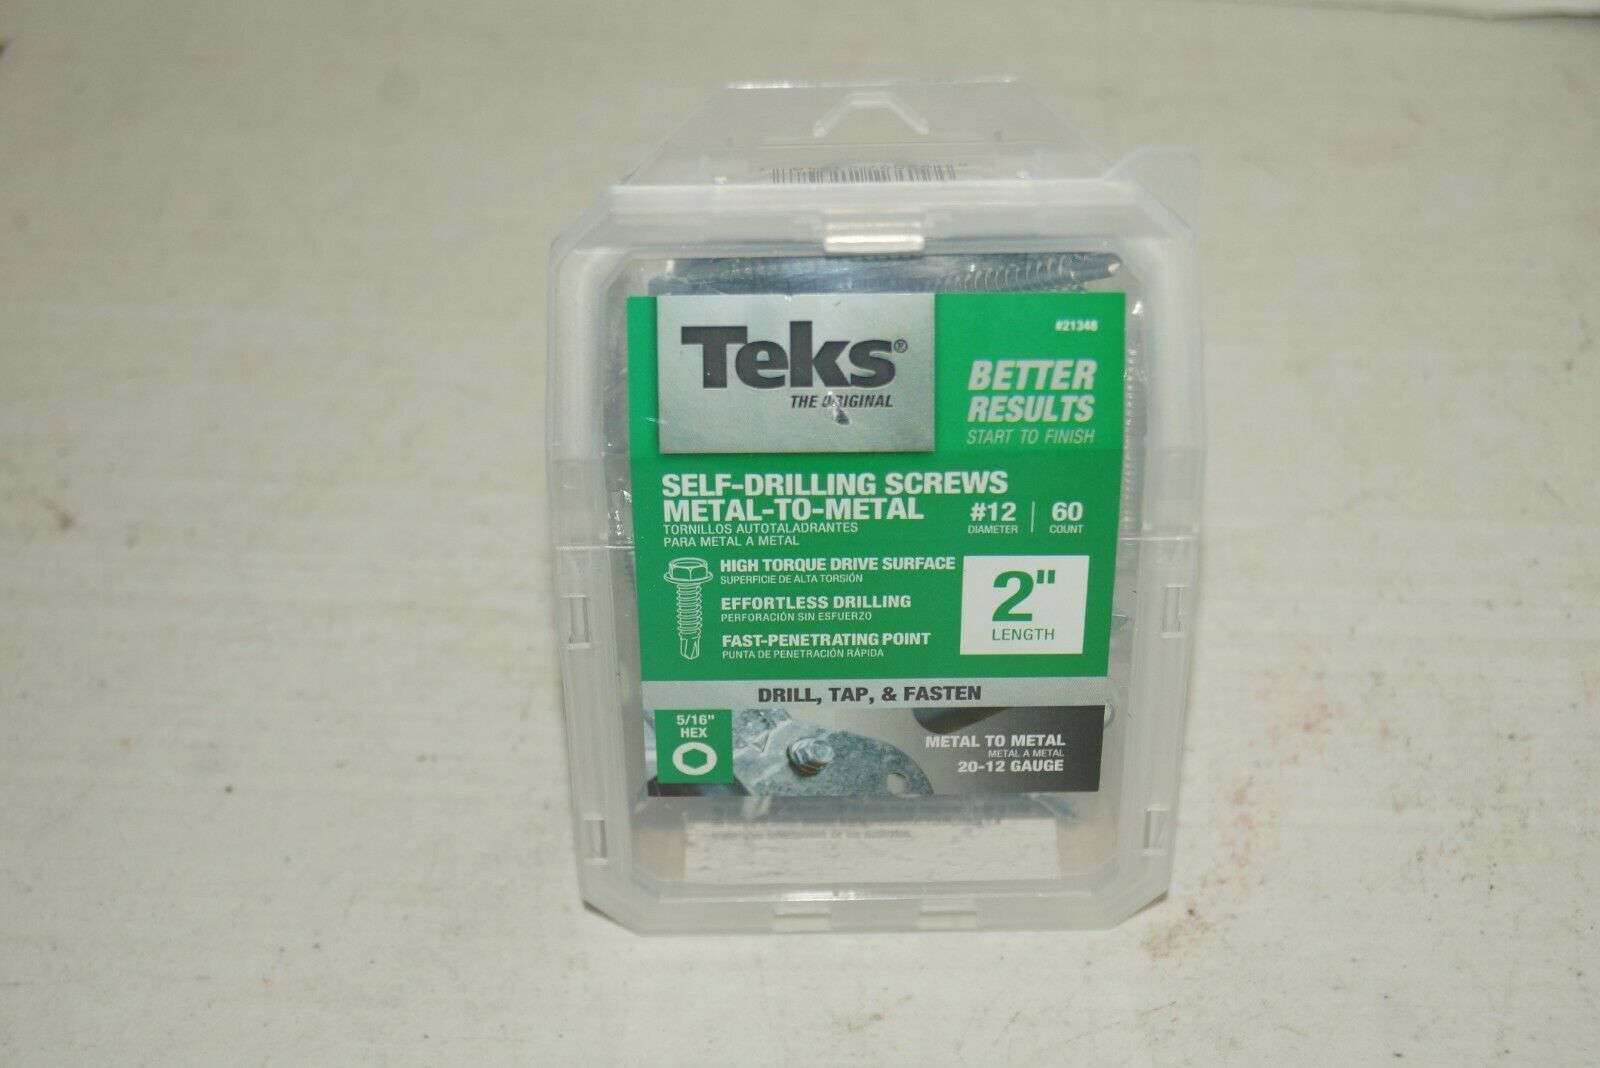 Teks®
THE ORIGINAL
#21348
BETTER
RESULTS
START TO FINISH
SELF-DRILLING SCREWS
METAL-TO-METAL
TORNILLOS AUTOTALADRANTES
PARA METAL A METAL
#12
DIAMETER
60
COUNT
HIGH TORQUE DRIVE SURFACE
SUPERFICIE DE ALTA TORSIÓN
EFFORTLESS DRILLING
PERFORACIÓN SIN ESFUERZO
FAST-PENETRATING POINT
PUNTA DE PENETRACIÓN RÁPIDA
2"
LENGTH
DRILL, TAP, & FASTEN
5/16"
HEX
METAL TO METAL
METAL A METAL
20-12 GAUGE